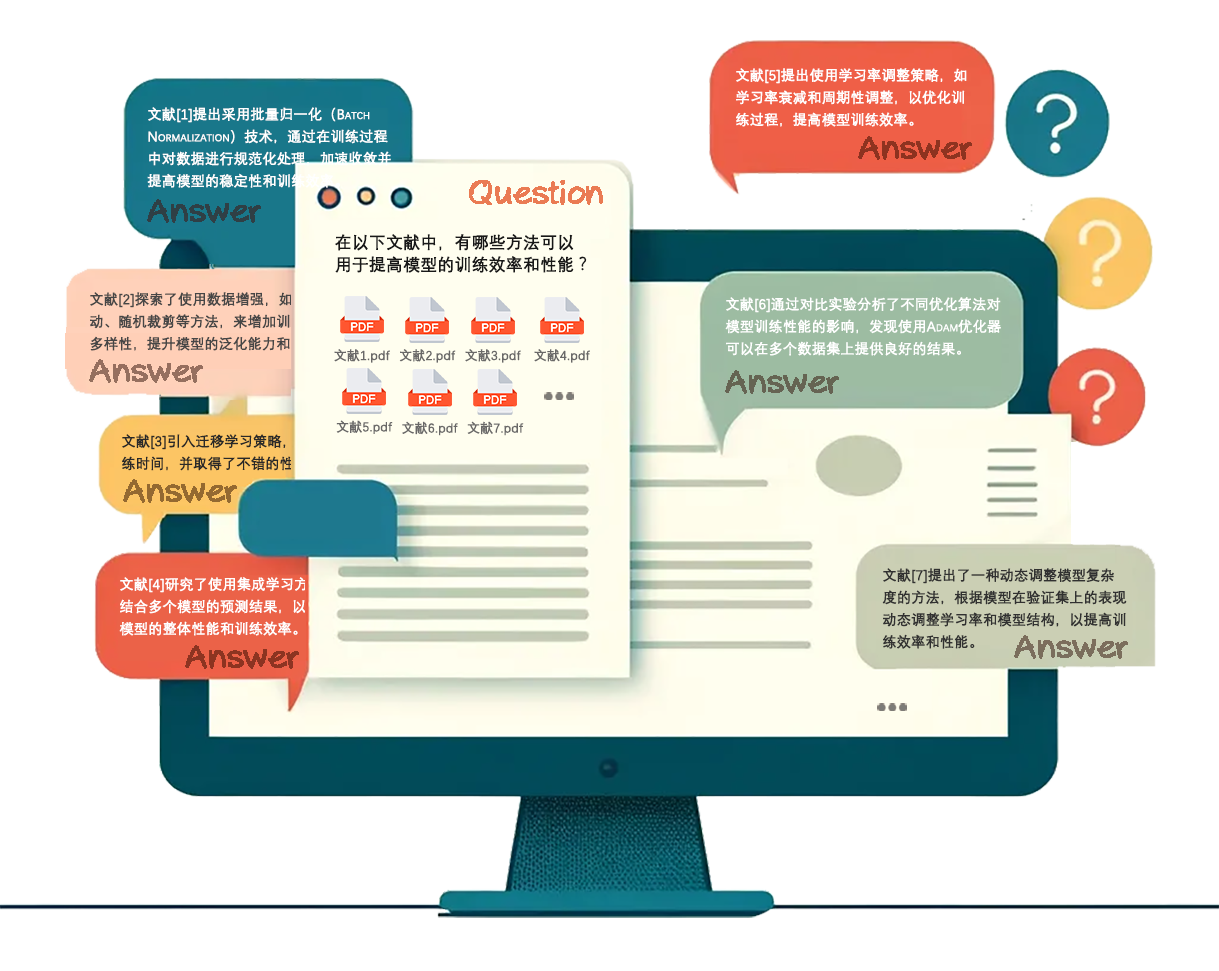 文献[1]提出采用批量归一化（BATCH
NORMALIZATION）技术，通过在训练过程
中对数据进行规范化处理，加速收敛并
提高模型的稳定性和训练
Answer
文献[2]探索了使用数据增强，如
动、随机裁剪等方法，来增加训
多样性，提升模型的泛化能力和
Answer
文献[3]引入迁移学习策略，
练时间，并取得了不错的性
Answer
文献[4]研究了使用集成学习方
结合多个模型的预测结果，以
模型的整体性能和训练效率。
Answer
Question
在以下文献中，有哪些方法可以
用于提高模型的训练效率和性能？
PDF PDF PDF PDF
文献1.pdf 文献2.pdf 文献3.pdf 文献4.pdf
PDF PDF PDF
文献5.pdf 文献6.pdf 文献7.pdf
文献[5]提出使用学习率调整策略，如
学习率衰减和周期性调整，以优化训
练过程，提高模型训练效率。
Answer
?
?
?
文献[6]通过对比实验分析了不同优化算法对
模型训练性能的影响，发现使用ADAM优化器
可以在多个数据集上提供良好的结果。
Answer
文献[7]提出了一种动态调整模型复杂
度的方法，根据模型在验证集上的表现
动态调整学习率和模型结构，以提高训
练效率和性能。
Answer